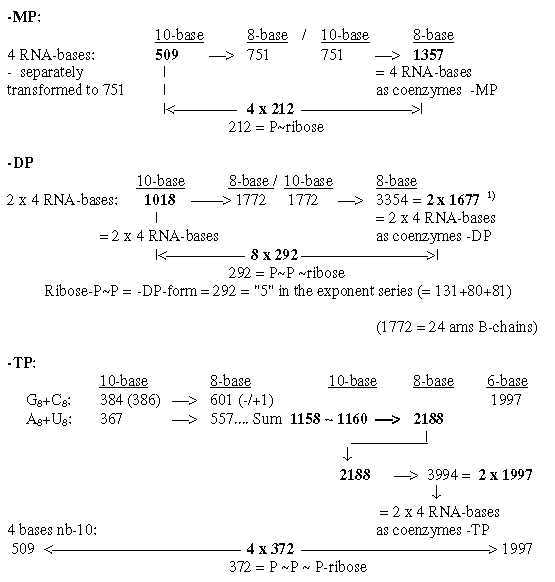 -MP:
10-base 8-base / 10-base 8-base
4 RNA-bases: 509 —> 751 751 —> 1357
- separately = 4 RNA-bases
transformed to 751 as coenzymes -MP
4 x 212
212 = P~ribose
-DP
10-base 8-base / 10-base 8-base
2 x 4 RNA-bases: 1018 ——> 1772 1772 —> 3354 = 2 x 1677 1)
= 2 x 4 RNA-bases = 2 x 4 RNA-bases
as coenzymes -DP
8 x 292
292 = P~P ~ribose
Ribose-P~P = -DP-form = 292 = "5" in the exponent series (= 131+80+81)
(1772 = 24 ams B-chains)
-TP:
10-base 8-base 10-base 8-base 6-base
G8+C8: 384 (386) —> 601 (-/+1) 1997
A8+U8: 367 —> 557.... Sum 1158 ~ 1160 —> 2188
2188 —> 3994 = 2 x 1997
= 2 x 4 RNA-bases
4 bases nb-10: as coenzymes -TP
509 <—— 4 x 372 ——> 1997
372 = P ~P ~ P-ribose